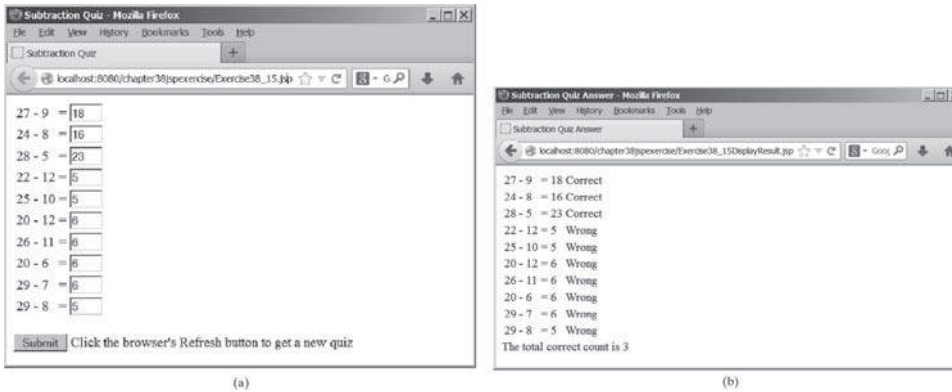 Subtraction Quiz - Mozilla Firefox
File Edit View History Bookmarks Tools Help
Subtraction Quiz +
localhost:8080/chapter38jspexercise/Exercise38_15.jsp
27 - 9 = 18
24 - 8 = 16
28 - 5 = 23
22 - 12 = 5
25 - 10 = 5
20 - 12 = 6
26 - 11 = 6
20 - 6 = 6
29 - 7 = 6
29 - 8 = 5
Submit Click the browser's Refresh button to get a new quiz
(a)
Subtraction Quiz Answer - Mozilla Firefox
File Edit View History Bookmarks Tools Help
Subtraction Quiz Answer +
localhost:8080/chapter38jspexercise/Exercise38_15DisplayResult.jsp
27 - 9 = 18 Correct
24 - 8 = 16 Correct
28 - 5 = 23 Correct
22 - 12 = 5 Wrong
25 - 10 = 5 Wrong
20 - 12 = 6 Wrong
26 - 11 = 6 Wrong
20 - 6 = 6 Wrong
29 - 7 = 6 Wrong
29 - 8 = 5 Wrong
The total correct count is 3
(b)